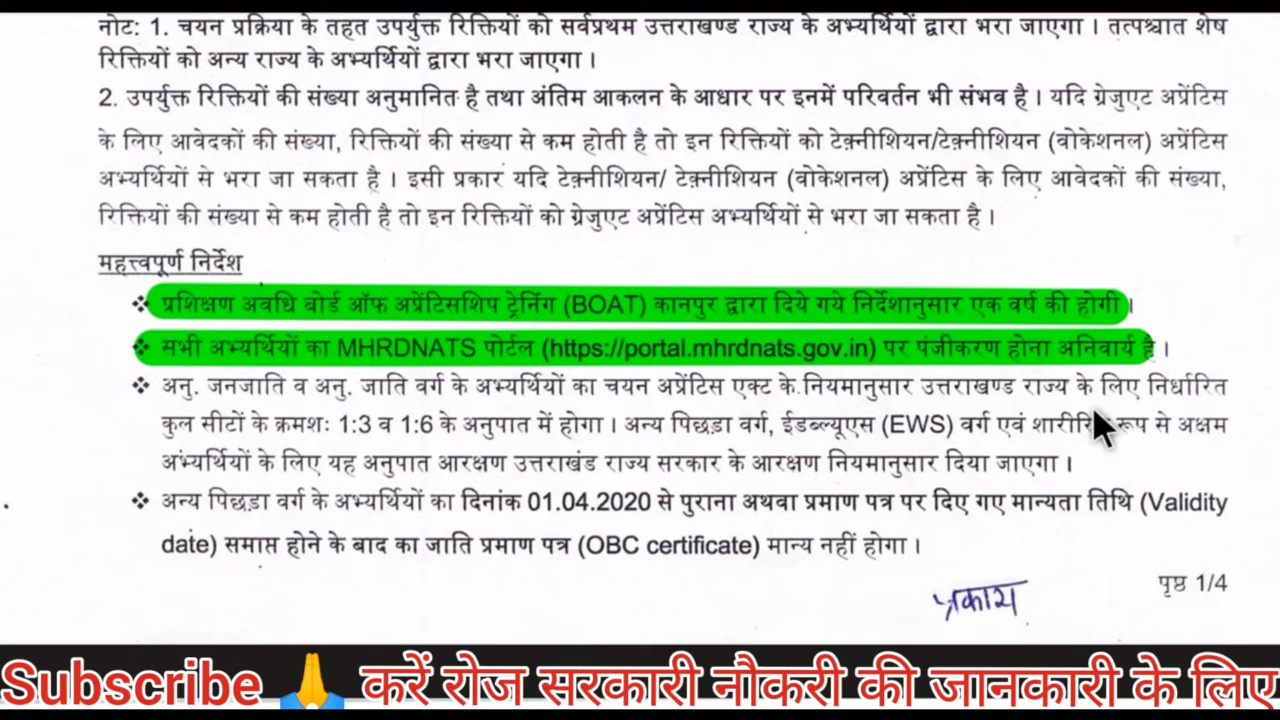 नोट: 1. चयन प्रक्रिया के तहत उपर्युक्त रिक्तियों को सर्वप्रथम उत्तराखण्ड राज्य के अभ्यर्थियों द्वारा भरा जाएगा । तत्पश्चात शेष
रिक्तियों को अन्य राज्य के अभ्यर्थियों द्वारा भरा जाएगा ।
2. उपर्युक्त रिक्तियों की संख्या अनुमानित है तथा अंतिम आकलन के आधार पर इनमें परिवर्तन भी संभव है । यदि ग्रेजुएट अप्रेंटिस
के लिए आवेदकों की संख्या, रिक्तियों की संख्या से कम होती है तो इन रिक्तियों को टेक़्नीशियन/टेक़्नीशियन (वोकेशनल) अप्रेंटिस
अभ्यर्थियों से भरा जा सकता है । इसी प्रकार यदि टेक़्नीशियन/ टेक़्नीशियन (वोकेशनल) अप्रेंटिस के लिए आवेदकों की संख्या,
रिक्तियों की संख्या से कम होती है तो इन रिक्तियों को ग्रेजुएट अप्रेंटिस अभ्यर्थियों से भरा जा सकता है ।
महत्त्वपूर्ण निर्देश
❖ प्रशिक्षण अवधि बोर्ड ऑफ अप्रेंटिसशिप ट्रेनिंग (BOAT) कानपुर द्वारा दिये गये निर्देशानुसार एक वर्ष की होगी ।
❖ सभी अभ्यर्थियों का MHRDNATS पोर्टल (https://portal.mhrdnats.gov.in) पर पंजीकरण होना अनिवार्य है ।
❖ अनु. जनजाति व अनु. जाति वर्ग के अभ्यर्थियों का चयन अप्रेंटिस एक्ट के नियमानुसार उत्तराखण्ड राज्य के लिए निर्धारित
कुल सीटों के क्रमशः 1:3 व 1:6 के अनुपात में होगा । अन्य पिछड़ा वर्ग, ईडब्ल्यूएस (EWS) वर्ग एवं रूप से अक्षम
अभ्यर्थियों के लिए यह अनुपात आरक्षण उत्तराखंड राज्य सरकार के आरक्षण नियमानुसार दिया जाएगा ।
❖ अन्य पिछड़ा वर्ग के अभ्यर्थियों का दिनांक 01.04.2020 से पुराना अथवा प्रमाण पत्र पर दिए गए मान्यता तिथि (Validity
date) समाप्त होने के बाद का जाति प्रमाण पत्र (OBC certificate) मान्य नहीं होगा ।
पृष्ठ 1/4
Subscribe 🙏 करें रोज सरकारी नौकरी की जानकारी के लिए